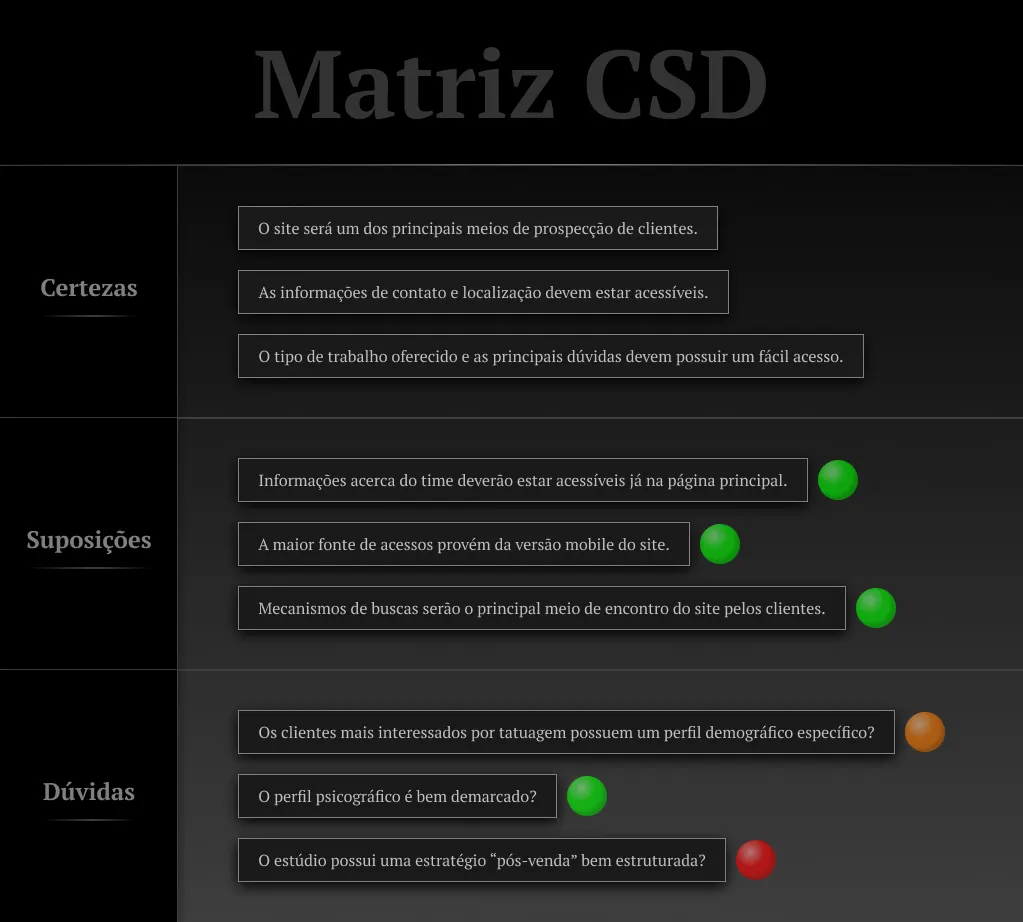 Matriz CSD
Certezas
O site será um dos principais meios de prospecção de clientes.
As informações de contato e localização devem estar acessíveis.
O tipo de trabalho oferecido e as principais dúvidas devem possuir um fácil acesso.
Suposições
Informações acerca do time deverão estar acessíveis já na página principal.
A maior fonte de acessos provém da versão mobile do site.
Mecanismos de buscas serão o principal meio de encontro do site pelos clientes.
Dúvidas
Os clientes mais interessados por tatuagem possuem um perfil demográfico específico?
O perfil psicográfico é bem demarcado?
O estúdio possui uma estratégio “pós-venda” bem estruturada?